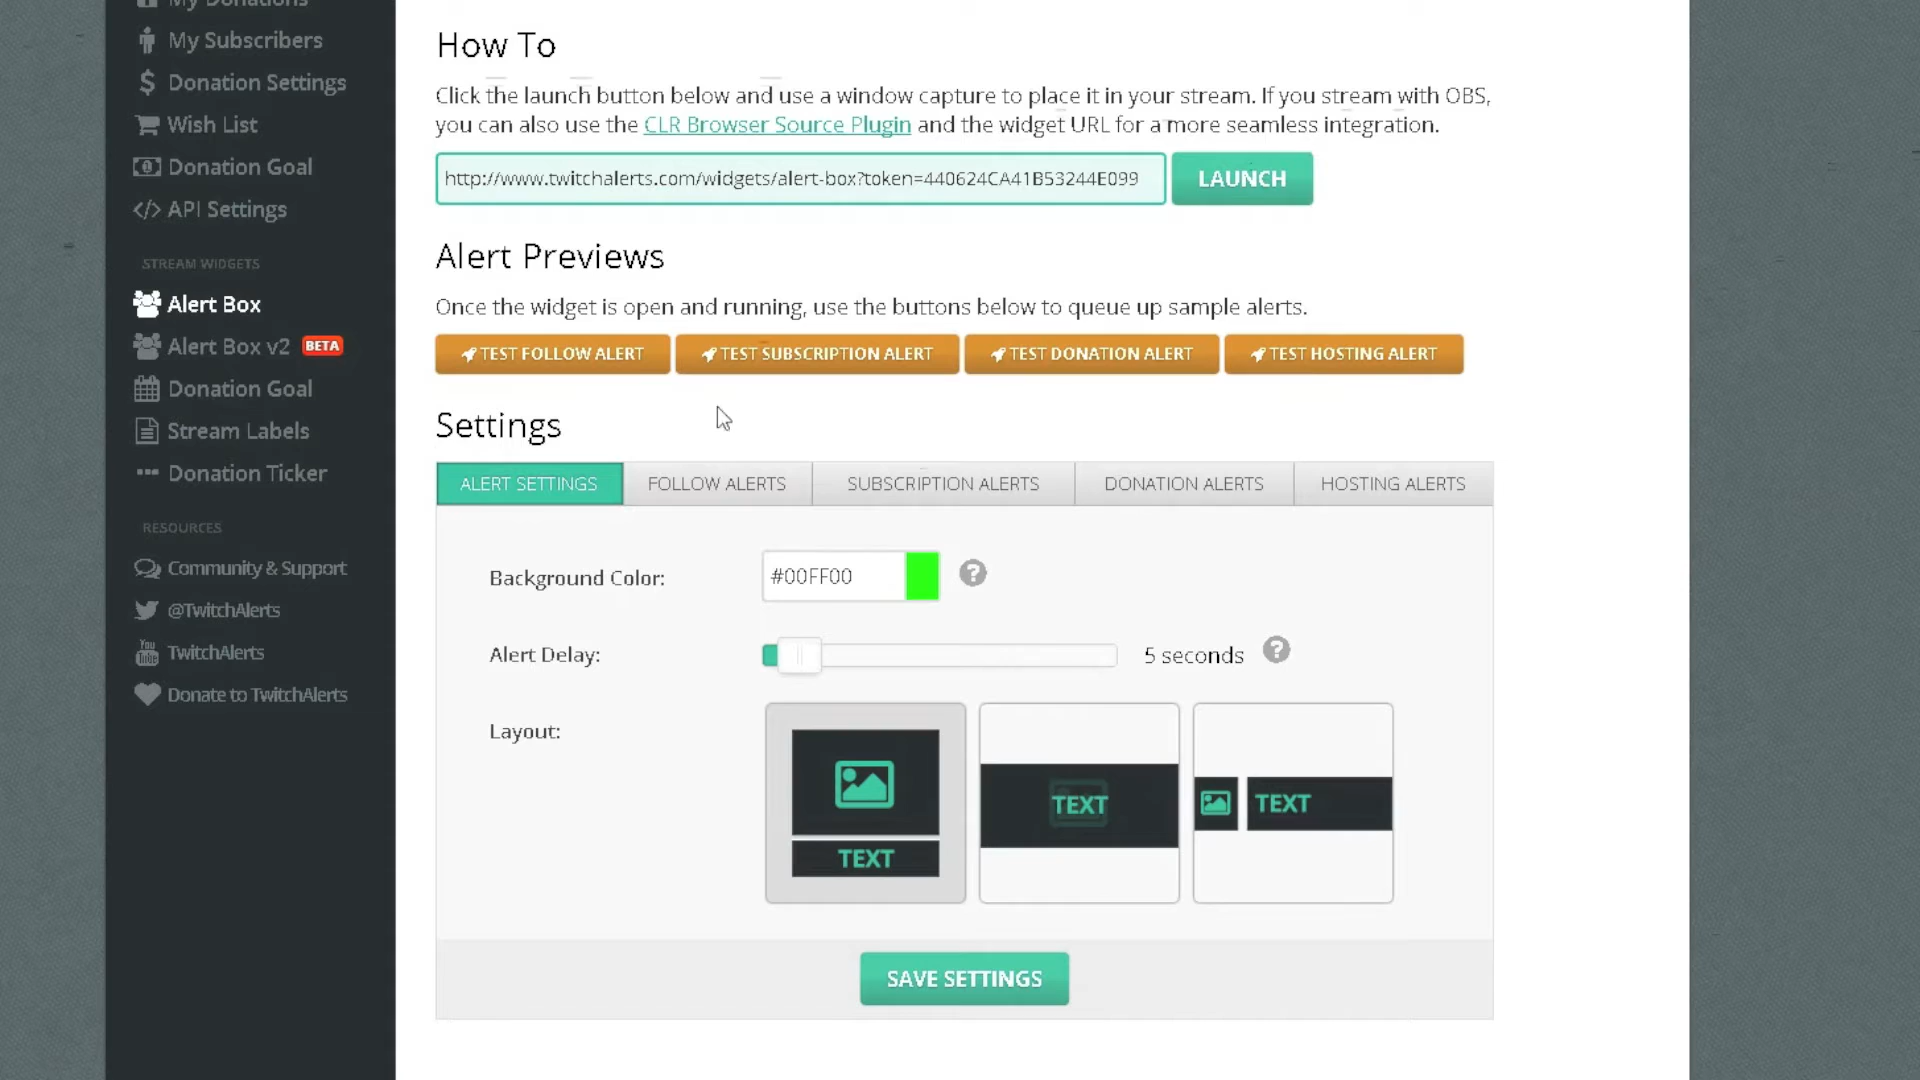 My Donations
My Subscribers
Donation Settings
Wish List
Donation Goal
API Settings
STREAM WIDGETS
Alert Box
Alert Box v2 BETA
Donation Goal
Stream Labels
Donation Ticker
RESOURCES
Community & Support
@TwitchAlerts
You Tube TwitchAlerts
Donate to TwitchAlerts
How To
Click the launch button below and use a window capture to place it in your stream. If you stream with OBS,
you can also use the CLR Browser Source Plugin and the widget URL for a more seamless integration.
http://www.twitchalerts.com/widgets/alert-box?token=440624CA41B53244E099 LAUNCH
Alert Previews
Once the widget is open and running, use the buttons below to queue up sample alerts.
TEST FOLLOW ALERT TEST SUBSCRIPTION ALERT TEST DONATION ALERT TEST HOSTING ALERT
Settings
ALERT SETTINGS FOLLOW ALERTS SUBSCRIPTION ALERTS DONATION ALERTS HOSTING ALERTS
Background Color: #00FF00 ?
Alert Delay: 5 seconds ?
Layout:
TEXT
TEXT
TEXT
SAVE SETTINGS